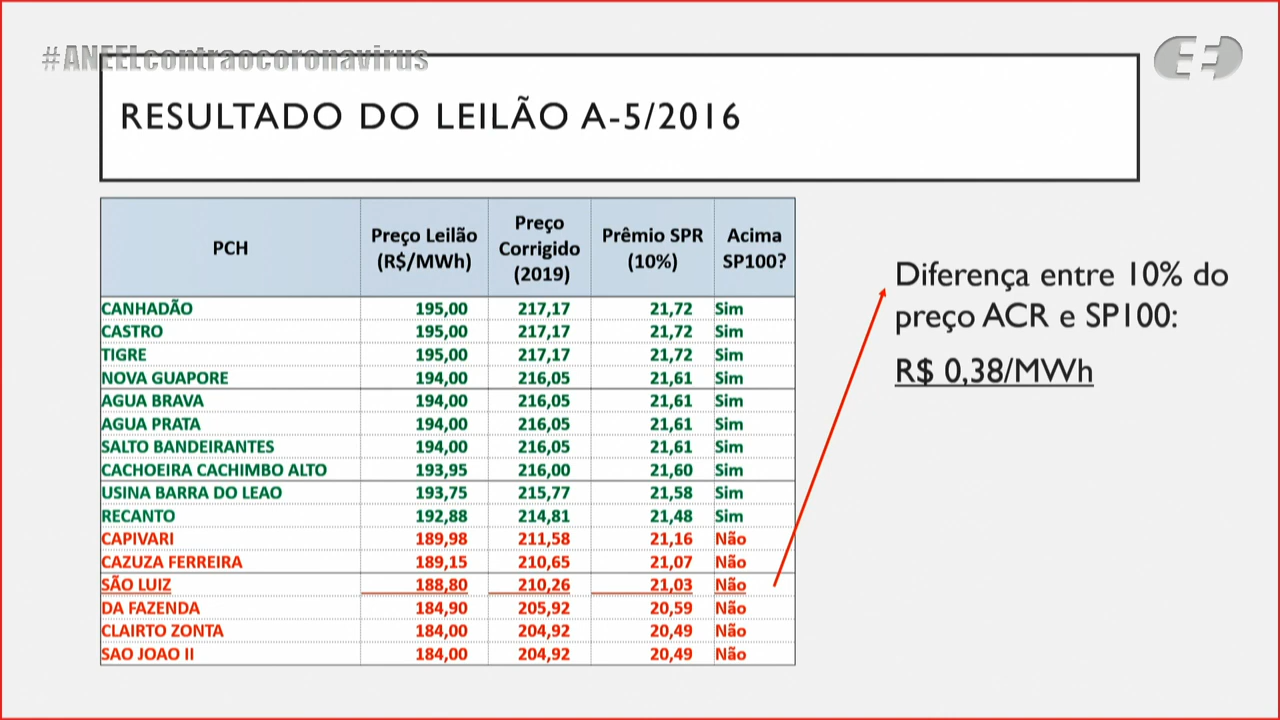 #ANEELcontraocoronavirus
RESULTADO DO LEILÃO A-5/2016
PCH Preço Leilão (R$/MWh) Preço Corrigido (2019) Prêmio SPR (10%) Acima SP100?
CANHADÃO 195,00 217,17 21,72 Sim
CASTRO 195,00 217,17 21,72 Sim
TIGRE 195,00 217,17 21,72 Sim
NOVA GUAPORE 194,00 216,05 21,61 Sim
AGUA BRAVA 194,00 216,05 21,61 Sim
AGUA PRATA 194,00 216,05 21,61 Sim
SALTO BANDEIRANTES 194,00 216,05 21,61 Sim
CACHOEIRA CACHIMBO ALTO 193,95 216,00 21,60 Sim
USINA BARRA DO LEAO 193,75 215,77 21,58 Sim
RECANTO 192,88 214,81 21,48 Sim
CAPIVARI 189,98 211,58 21,16 Não
CAZUZA FERREIRA 189,15 210,65 21,07 Não
SÃO LUIZ 188,80 210,26 21,03 Não
DA FAZENDA 184,90 205,92 20,59 Não
CLAIRTO ZONTA 184,00 204,92 20,49 Não
SAO JOAO II 184,00 204,92 20,49 Não
Diferença entre 10% do
preço ACR e SP100:
R$ 0,38/MWh